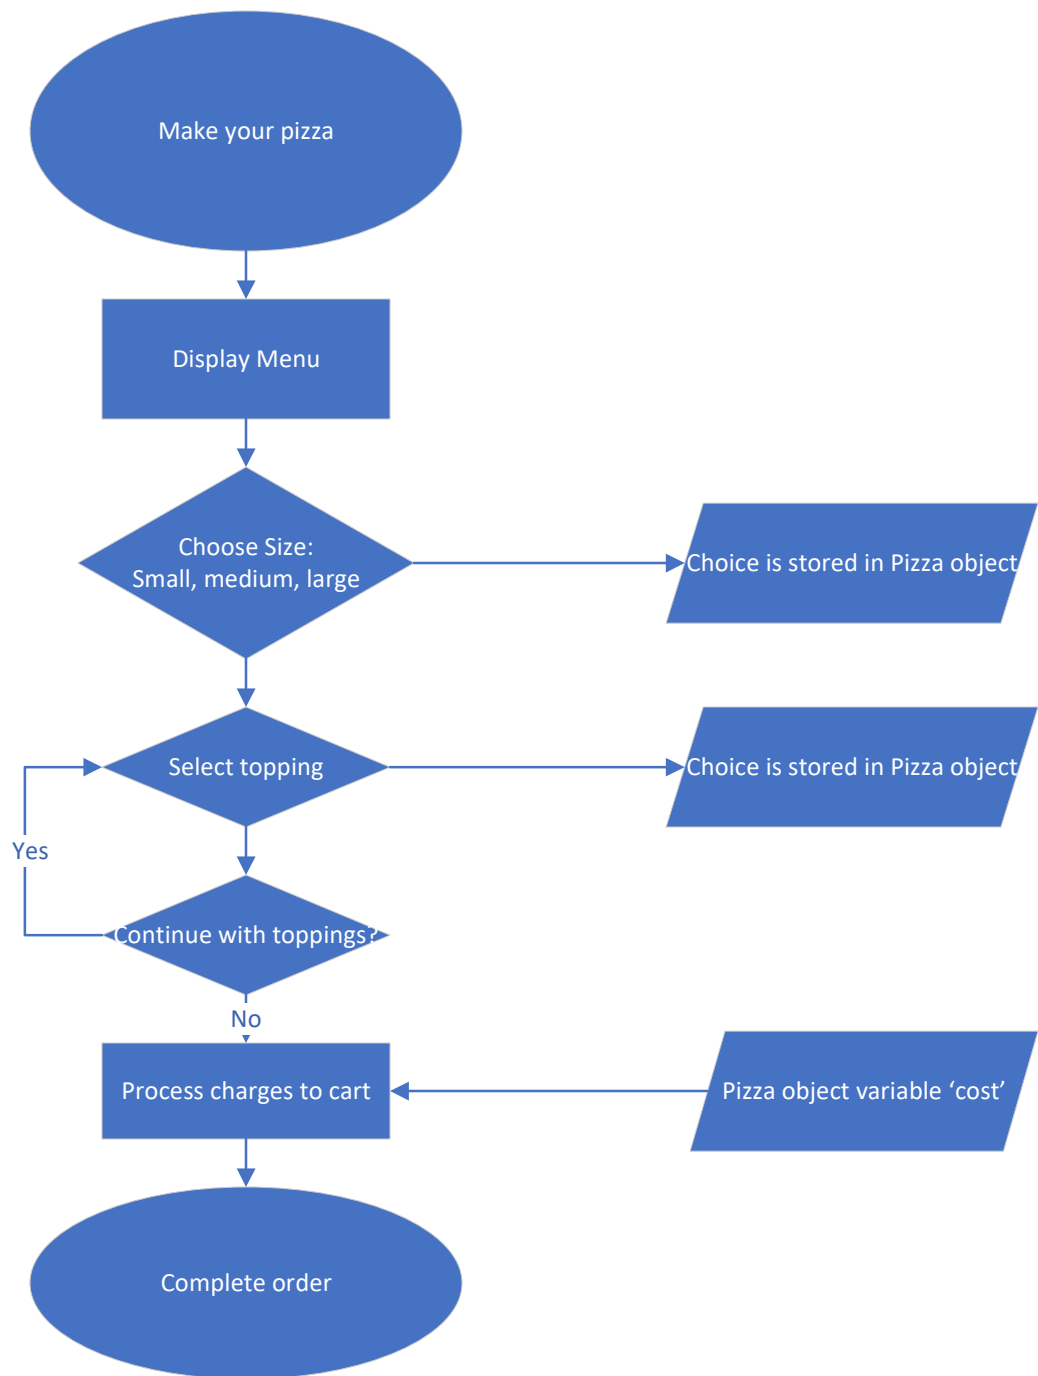 Make your pizza
Display Menu
Choose Size:
Small, medium, large
Choice is stored in Pizza object
Select topping
Choice is stored in Pizza object
Yes
Continue with toppings?
No
Process charges to cart
Pizza object variable ‘cost’
Complete order